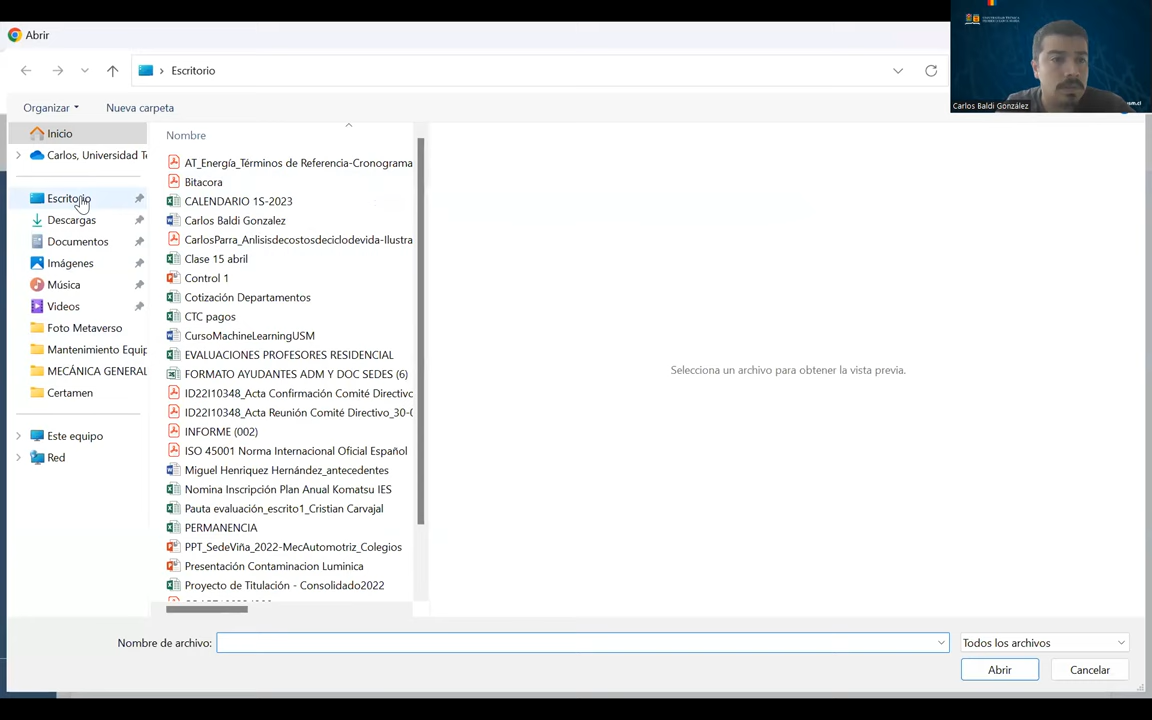 Abrir
Escritorio
Organizar
Nueva carpeta
Carlos Baldi González
Inicio
Carlos, Universidad Té
Escritorio
Descargas
Documentos
Imágenes
Música
Videos
Foto Metaverso
Mantenimiento Equip
MECÁNICA GENERAL
Certamen
Este equipo
Red
Nombre
AT_Energía_Términos de Referencia-Cronograma
Bitacora
CALENDARIO 1S-2023
Carlos Baldi Gonzalez
CarlosParra_Anlisisdecostosdeciclodevida-Ilustra
Clase 15 abril
Control 1
Cotización Departamentos
CTC pagos
CursoMachineLearningUSM
EVALUACIONES PROFESORES RESIDENCIAL
FORMATO AYUDANTES ADM Y DOC SEDES (6)
ID22I10348_Acta Confirmación Comité Directivo
ID22I10348_Acta Reunión Comité Directivo_30-0
INFORME (002)
ISO 45001 Norma Internacional Oficial Español
Miguel Henriquez Hernández_antecedentes
Nomina Inscripción Plan Anual Komatsu IES
Pauta evaluación_escrito1_Cristian Carvajal
PERMANENCIA
PPT_SedeViña_2022-MecAutomotriz_Colegios
Presentación Contaminacion Luminica
Proyecto de Titulación - Consolidado2022
Selecciona un archivo para obtener la vista previa.
Nombre de archivo:
Todos los archivos
Abrir
Cancelar